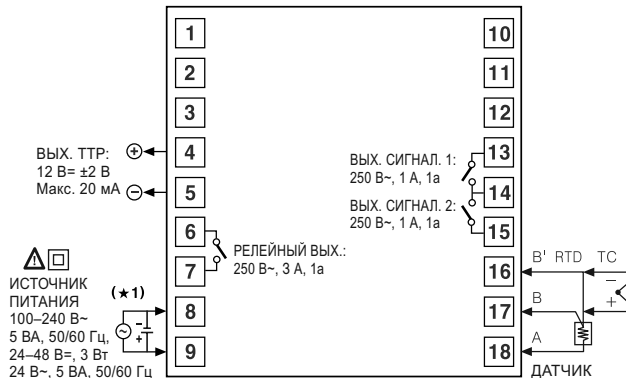 1
2
3
4
5
6
7
8
9
10
11
12
13
14
15
16
17
18
ВЫХ. ТТР:
12 В= ±2 В
Макс. 20 мА
+
−
РЕЛЕЙНЫЙ ВЫХ.:
250 В~, 3 А, 1а
ИСТОЧНИК
ПИТАНИЯ
100–240 В~
5 ВА, 50/60 Гц,
24–48 В=, 3 Вт
24 В~, 5 ВА, 50/60 Гц
(★1)
− +
ВЫХ. СИГНАЛ. 1:
250 В~, 1 А, 1а
ВЫХ. СИГНАЛ. 2:
250 В~, 1 А, 1а
B' RTD TC
−
+
B
A
ДАТЧИК